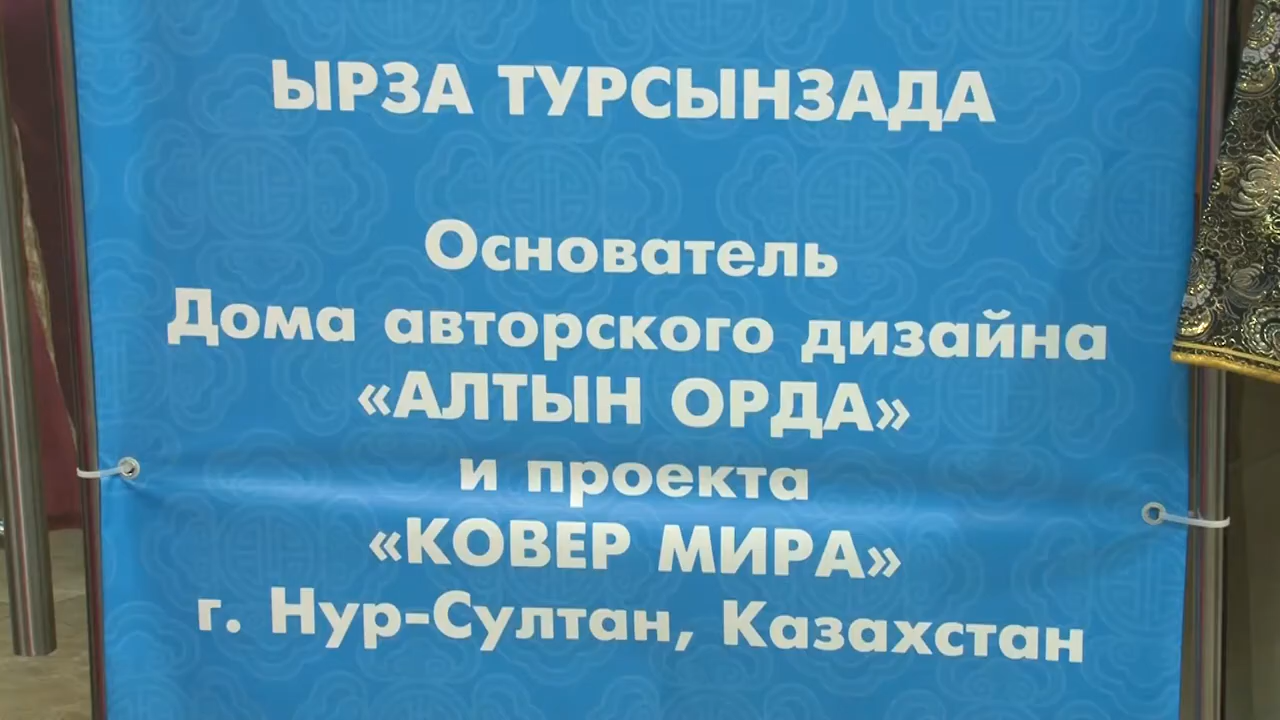 ЫРЗА ТУРСЫНЗАДА
Основатель
Дома авторского дизайна
«АЛТЫН ОРДА»
и проекта
«КОВЕР МИРА»
г. Нур-Султан, Казахстан